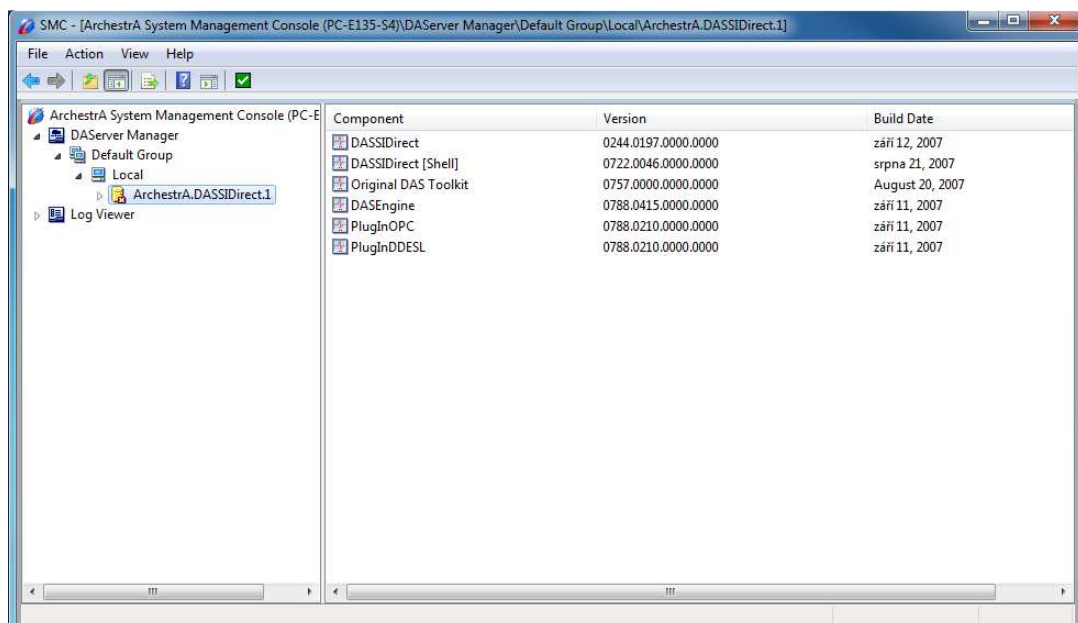 SMC - [ArchestrA System Management Console (PC-E135-S4)\DAServer Manager\Default Group\Local\ArchestrA.DASSIDirect.1]
File Action View Help
ArchestrA System Management Console (PC-E
DAServer Manager
Default Group
Local
ArchestrA.DASSIDirect.1
Log Viewer
Component Version Build Date
DASSIDirect 0244.0197.0000.0000 září 12, 2007
DASSIDirect [Shell] 0722.0046.0000.0000 srpna 21, 2007
Original DAS Toolkit 0757.0000.0000.0000 August 20, 2007
DASEngine 0788.0415.0000.0000 září 11, 2007
PlugInOPC 0788.0210.0000.0000 září 11, 2007
PlugInDDESL 0788.0210.0000.0000 září 11, 2007